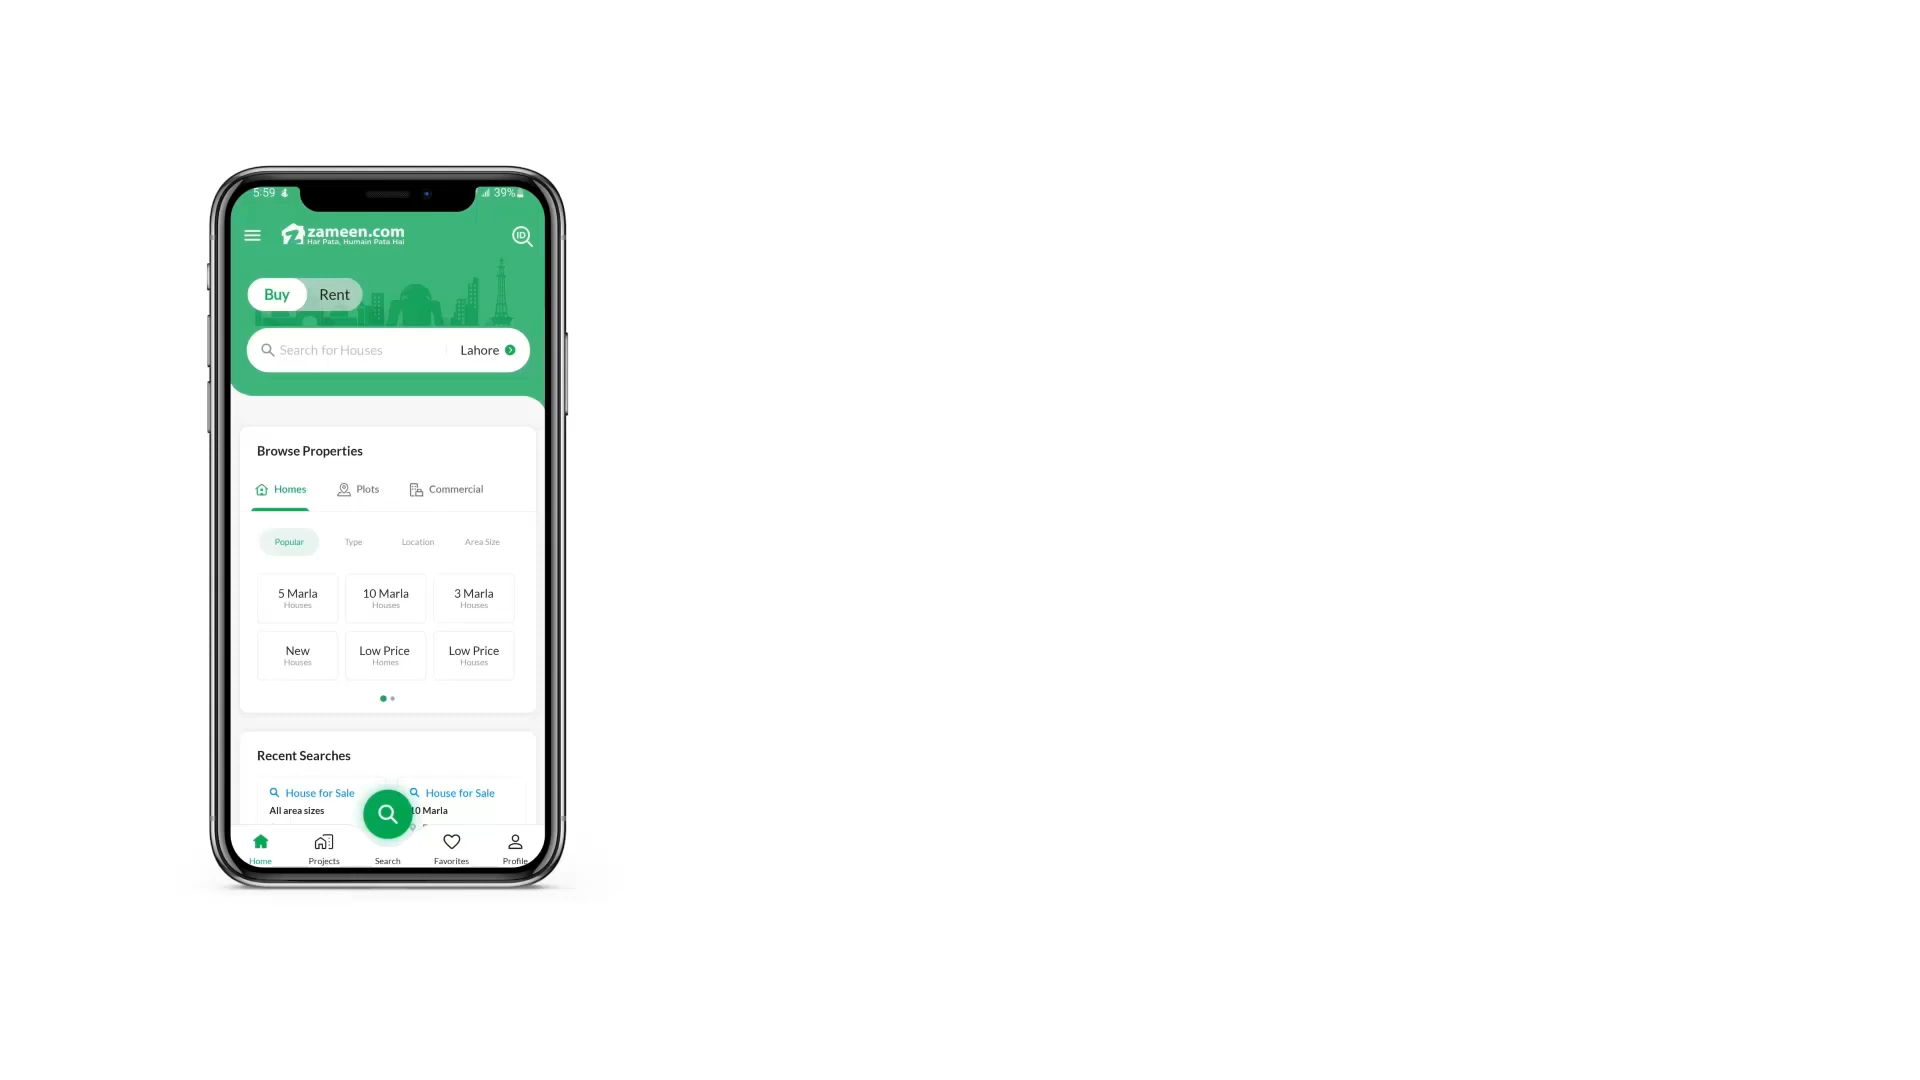 5:59
39%
zameen.com
Har Pata, Humain Pata Hai
ID
Buy Rent
Search for Houses Lahore
Browse Properties
Homes Plots Commercial
Popular Type Location Area Size
5 Marla 10 Marla 3 Marla
Houses Houses Houses
New Low Price Low Price
Houses Homes Houses
Recent Searches
House for Sale House for Sale
All area sizes 10 Marla
Home Projects Search Favorites Profile